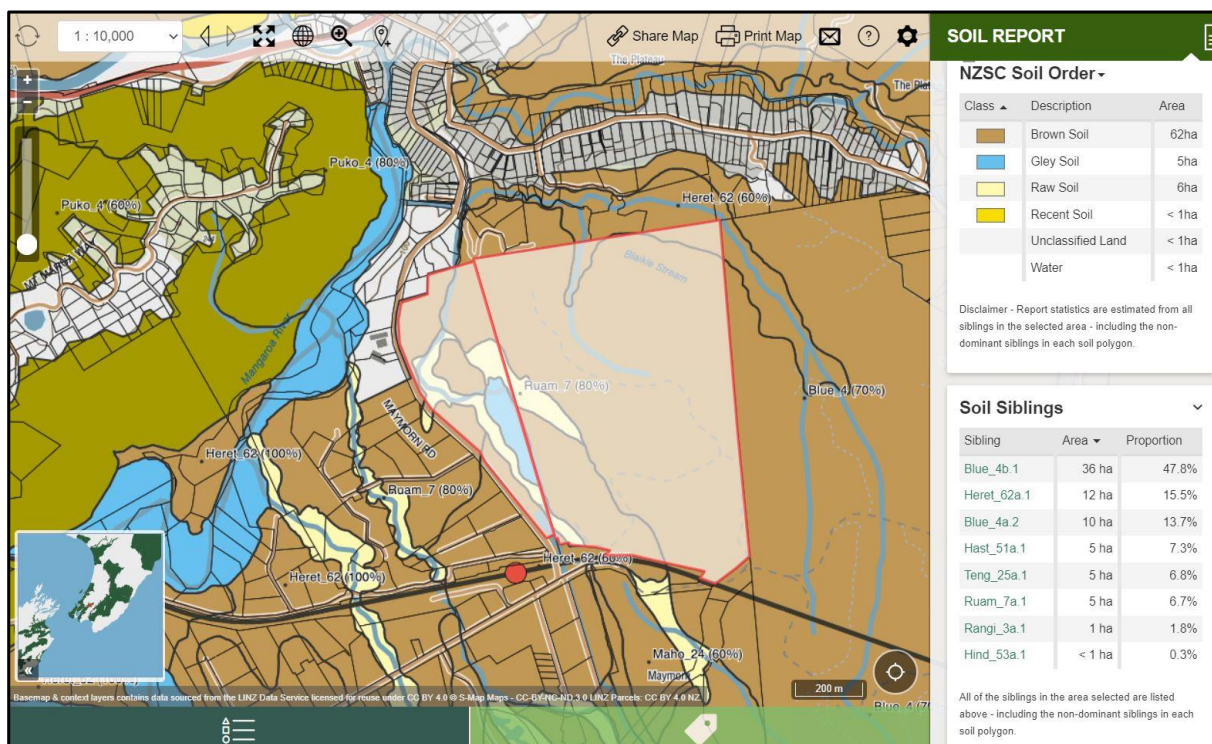 1 : 10,000
Share Map
Print Map
SOIL REPORT
The Plateau
Puko_4 (80%)
Puko_4 (60%)
Heret_62 (60%)
Blaikie Stream
Mangaroa River
Ruam_7 (80%)
Blue_4 (70%)
MAYMORN RD
Heret_62 (100%)
Ruam_7 (80%)
Heret_62 (60%)
Heret_62 (100%)
Maho_24 (60%)
Maymorn
200 m
Basemap & context layers contains data sourced from the LINZ Data Service licensed for reuse under CC BY 4.0 © S-Map Maps - CC-BY-NC-ND 3.0 LINZ Parcels: CC BY 4.0 NZ
NZSC Soil Order
Class Description Area
Brown Soil 62ha
Gley Soil 5ha
Raw Soil 6ha
Recent Soil < 1ha
Unclassified Land < 1ha
Water < 1ha
Disclaimer - Report statistics are estimated from all
siblings in the selected area - including the non-
dominant siblings in each soil polygon.
Soil Siblings
Sibling Area Proportion
Blue_4b.1 36 ha 47.8%
Heret_62a.1 12 ha 15.5%
Blue_4a.2 10 ha 13.7%
Hast_51a.1 5 ha 7.3%
Teng_25a.1 5 ha 6.8%
Ruam_7a.1 5 ha 6.7%
Rangi_3a.1 1 ha 1.8%
Hind_53a.1 < 1 ha 0.3%
All of the siblings in the area selected are listed
above - including the non-dominant siblings in each
soil polygon.